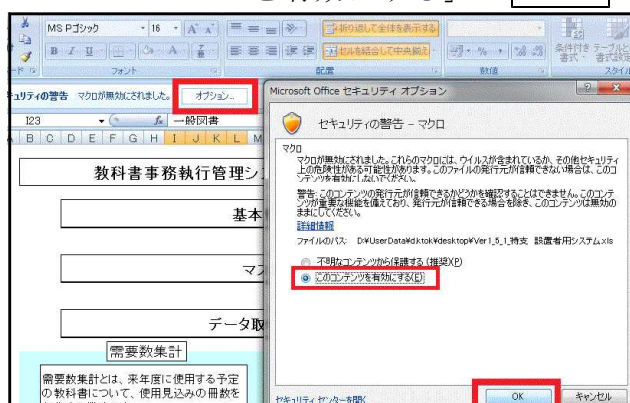 MS Pゴシック 16
折り返して全体を表示する
B I U
セルを結合して中央揃え
フォント 配置 数値 スタイル
セキュリティの警告 マクロが無効にされました。 オプション...
I23 fx 一般図書
B C D E F G H I J K L M
教科書事務執行管理シ
基本
マ
データ取
需要数集計
需要数集計とは、来年度に使用する予定
の教科書について、使用見込みの冊数を
Microsoft Office セキュリティ オプション
セキュリティの警告 - マクロ
マクロ
マクロが無効にされました。これらのマクロには、ウイルスが含まれているか、その他セキュリティ
上の危険性がある可能性があります。このファイルの発行元が信頼できない場合は、このコ
ンテンツを有効にしないでください。
警告: このコンテンツの発行元が信頼できるかどうかを確認することはできません。このコンテ
ンツが重要な機能を備えており、発行元が信頼できる場合を除き、このコンテンツは無効の
ままにしてください。
詳細情報
ファイルのパス: D:¥UserData¥d.ktok¥desktop¥Ver1_5_1_特支 設置者用システム.xls
不明なコンテンツから保護する (推奨)(P)
このコンテンツを有効にする(E)
セキュリティ センターを開く
OK キャンセル